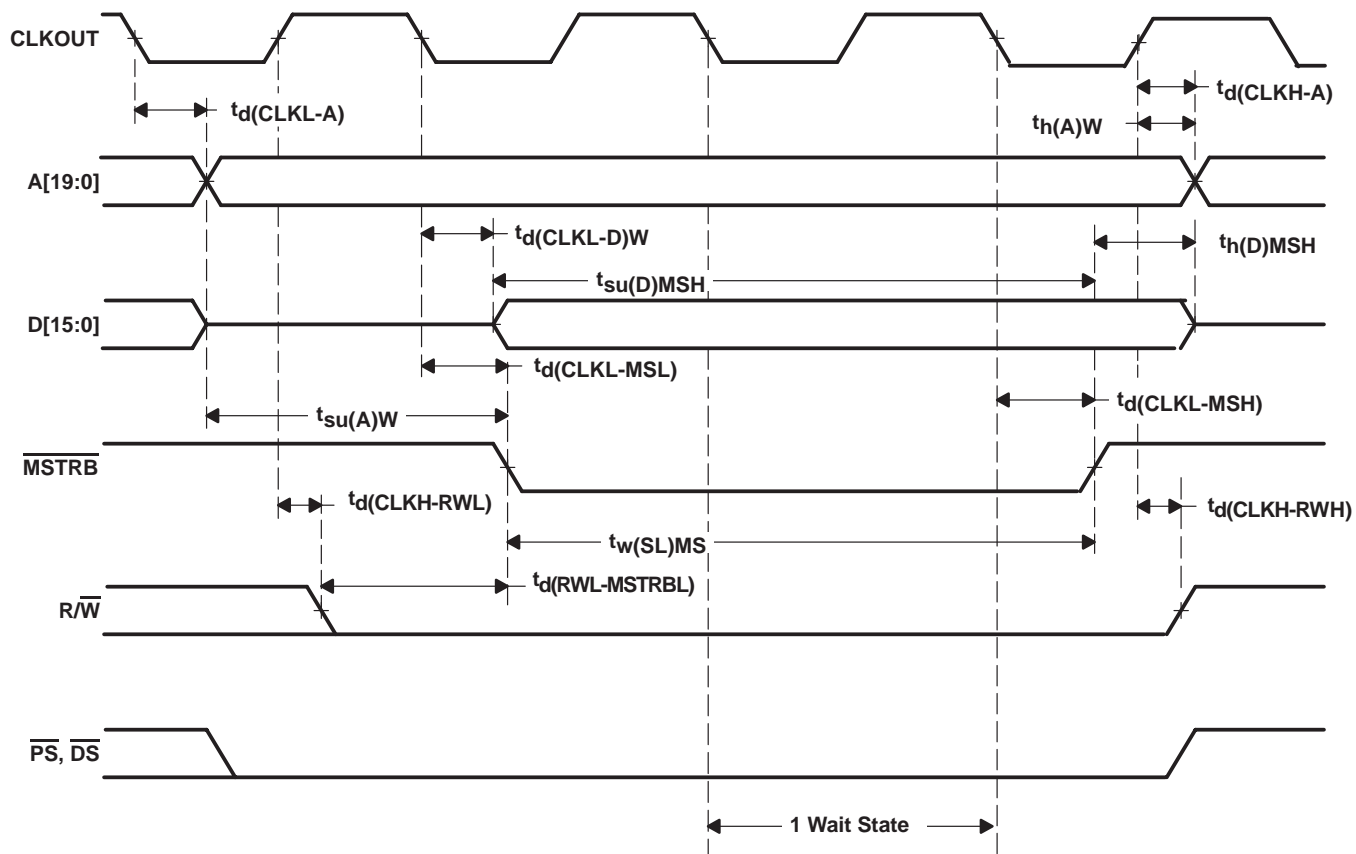 CLKOUT
td(CLKL-A)
td(CLKH-A)
th(A)W
A[19:0]
td(CLKL-D)W
th(D)MSH
tsu(D)MSH
D[15:0]
td(CLKL-MSL)
td(CLKL-MSH)
tsu(A)W
MSTRB
td(CLKH-RWL)
td(CLKH-RWH)
tw(SL)MS
td(RWL-MSTRBL)
R/W
PS, DS
1 Wait State